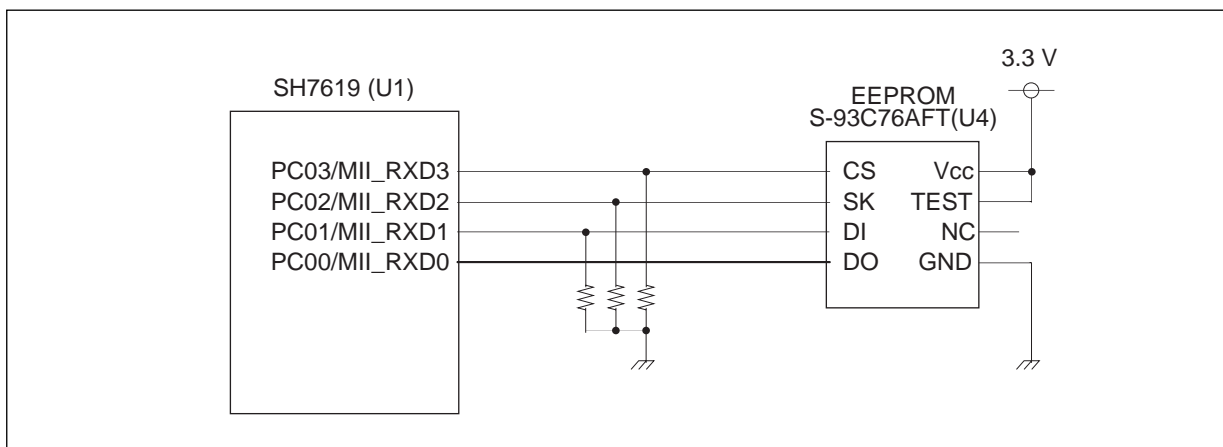 3.3 V
SH7619 (U1)
EEPROM
S-93C76AFT(U4)
PC03/MII_RXD3
CS
Vcc
PC02/MII_RXD2
SK
TEST
PC01/MII_RXD1
DI
NC
PC00/MII_RXD0
DO
GND